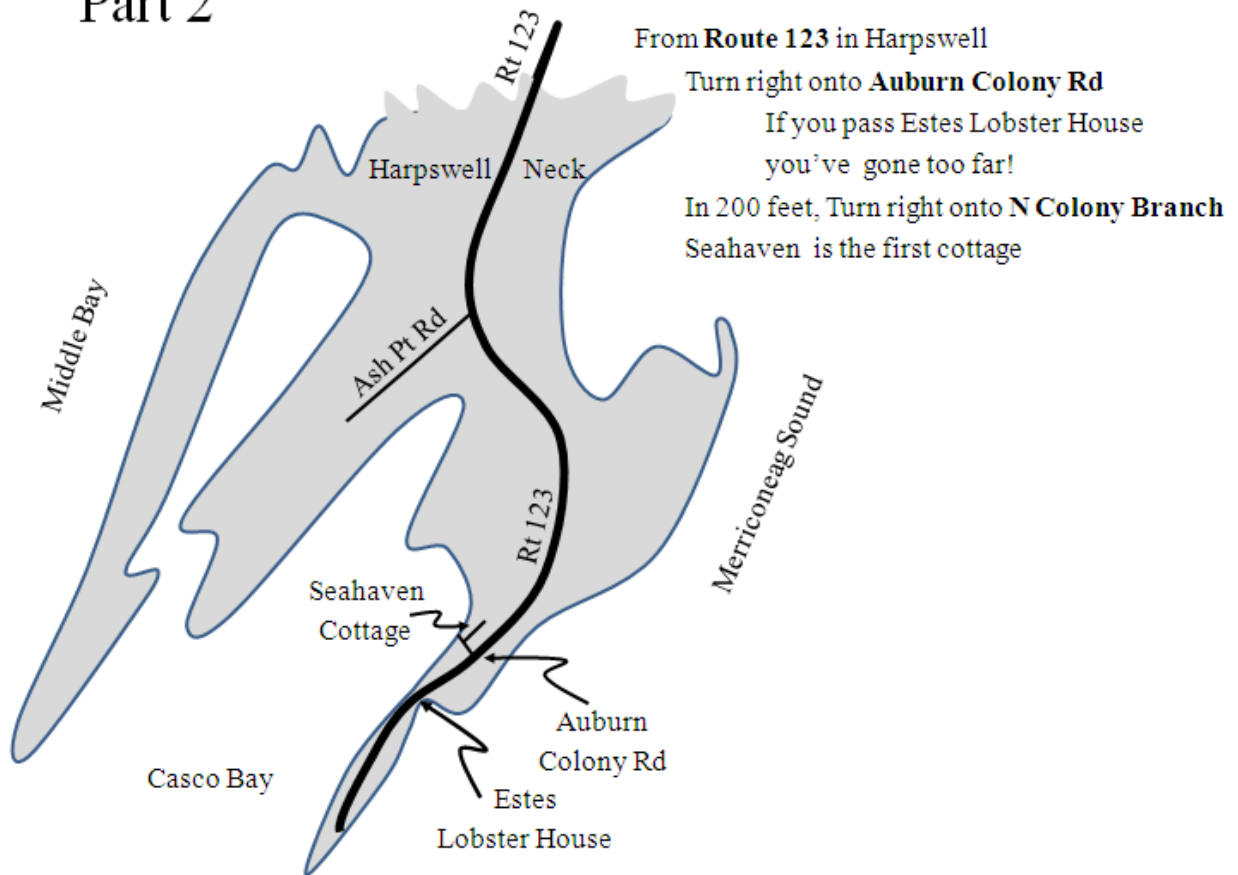 Part 2
From Route 123 in Harpswell
Turn right onto Auburn Colony Rd
If you pass Estes Lobster House
you’ve gone too far!
In 200 feet, Turn right onto N Colony Branch
Seahaven is the first cottage
Rt 123
Harpswell Neck
Middle Bay
Ash Pt Rd
Merriconeag Sound
Rt 123
Seahaven
Cottage
Auburn
Colony Rd
Casco Bay
Estes
Lobster House